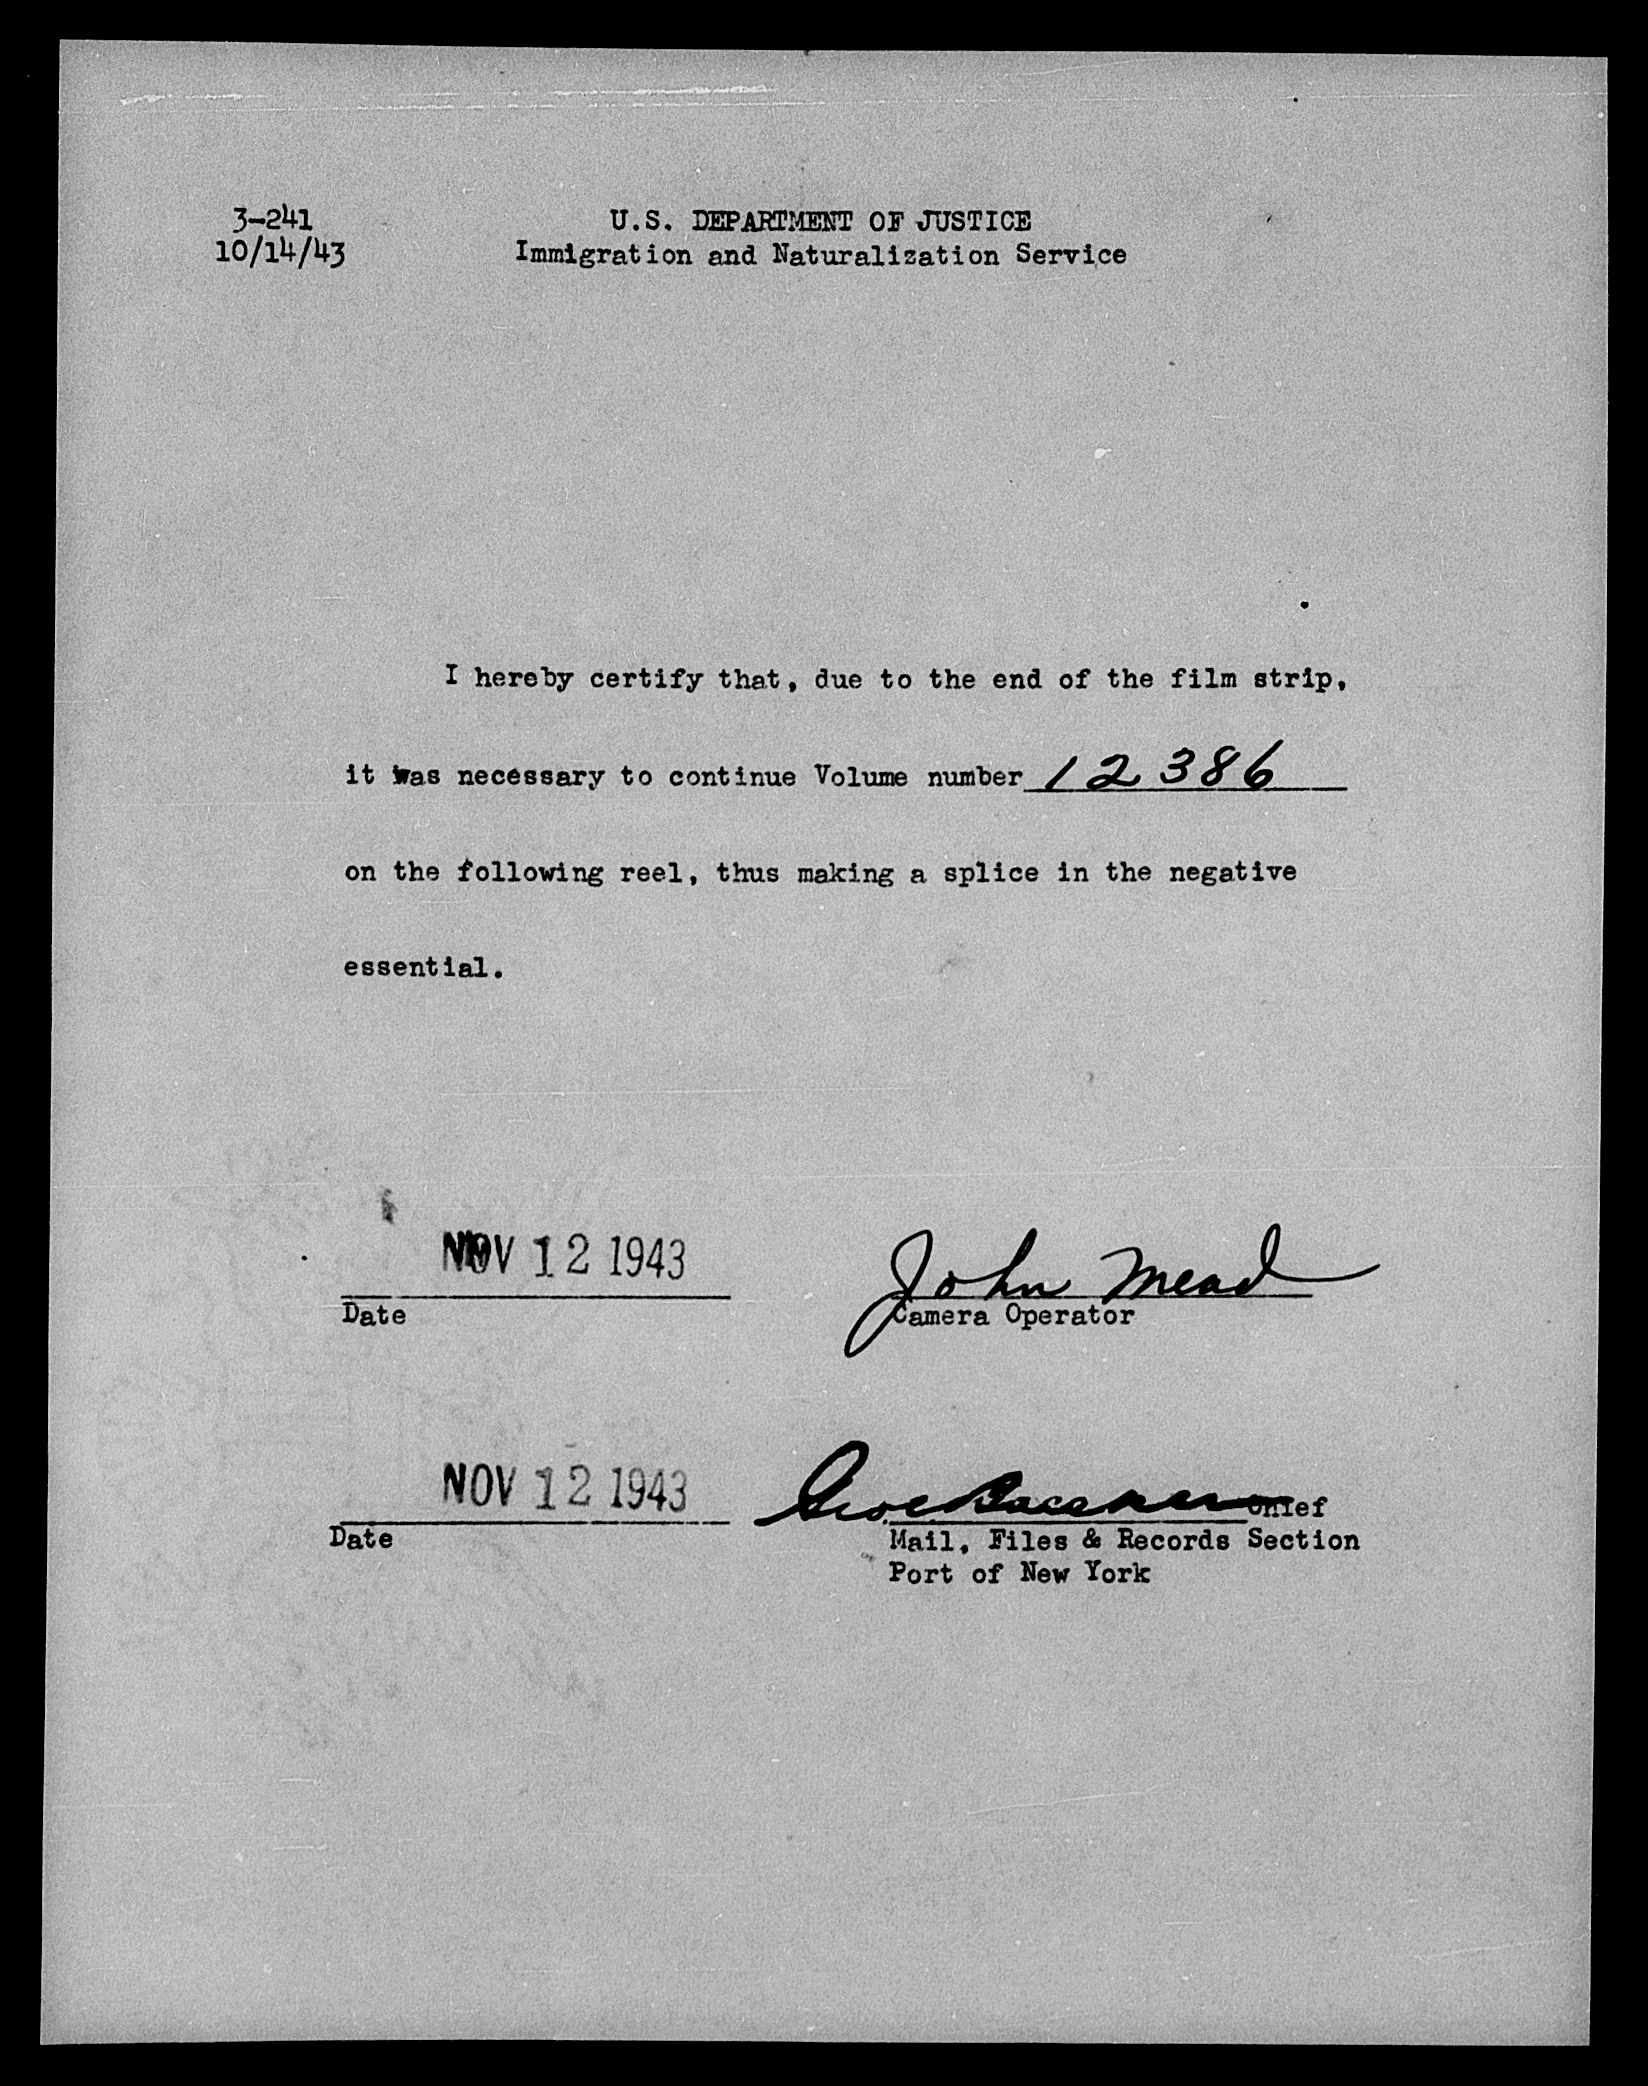 3-241
10/14/43
U.S. DEPARTMENT OF JUSTICE
Immigration and Naturalization Service
I hereby certify that, due to the end of the film strip,
it was necessary to continue Volume number 12386
on the following reel, thus making a splice in the negative
essential.
NOV 12 1943
John Mead
Date
Camera Operator
NOV 12 1943
Chief
Date
Mail, Files & Records Section
Port of New York